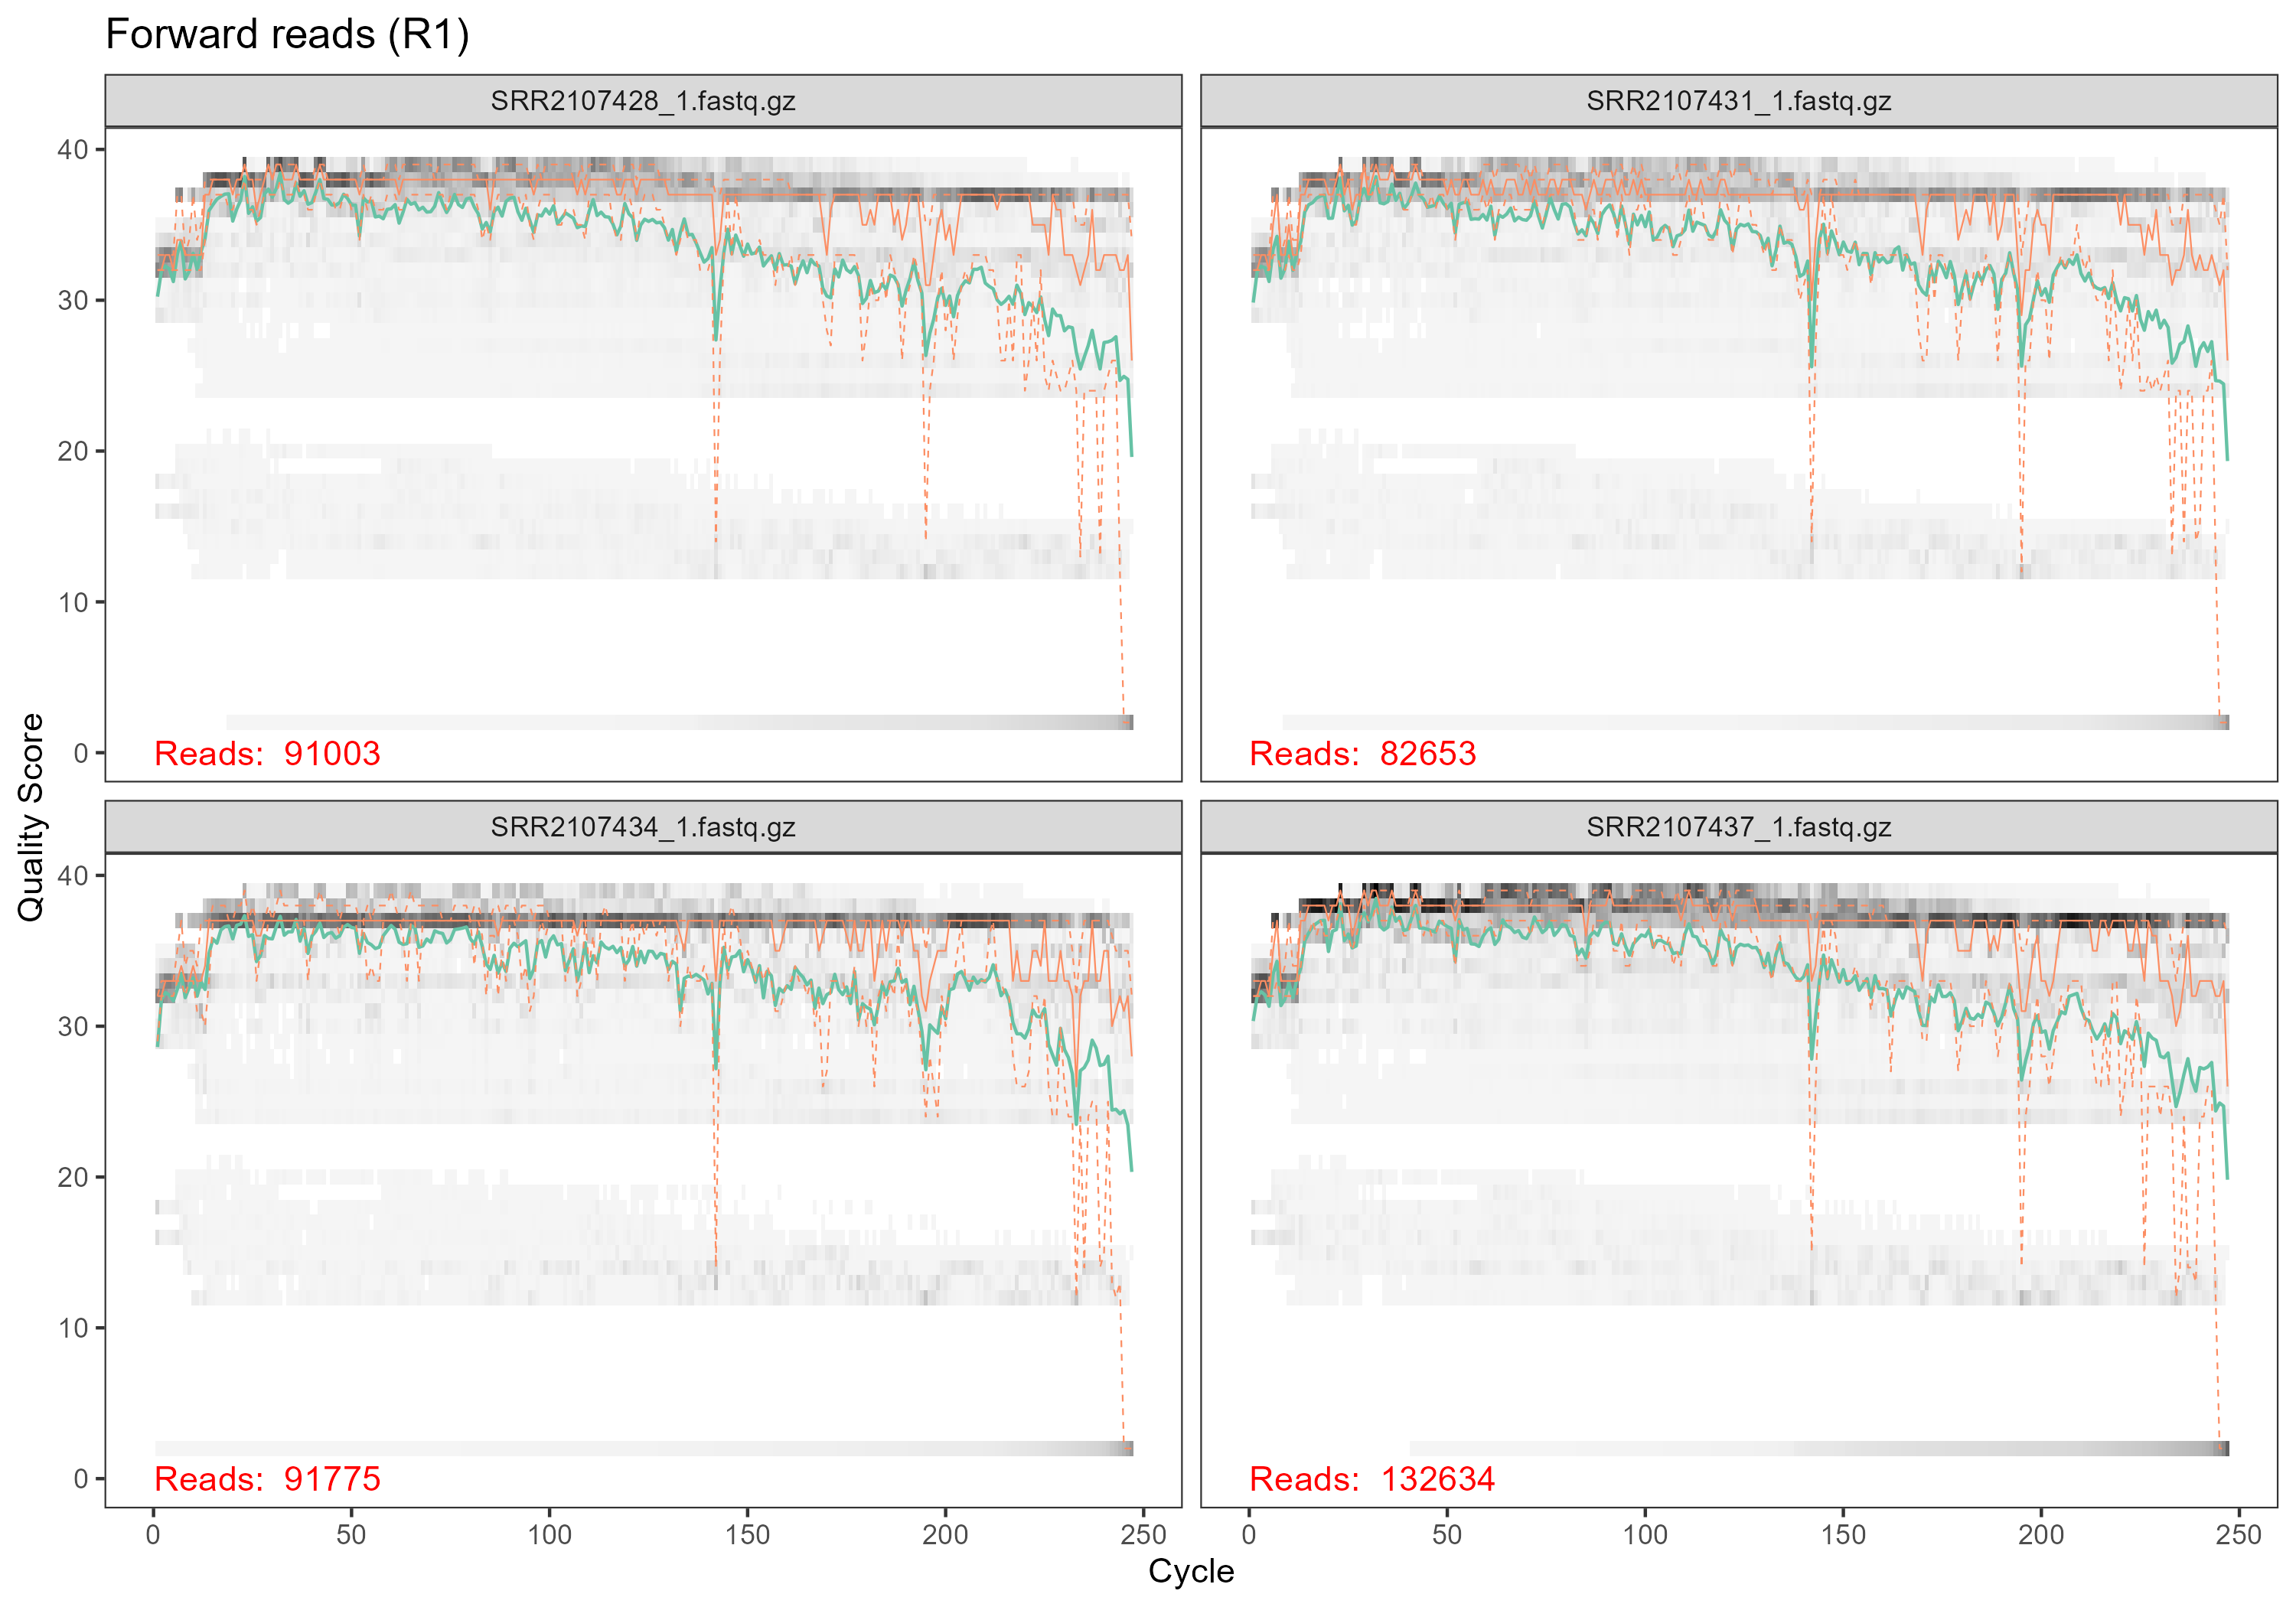 Forward reads (R1)
SRR2107428_1.fastq.gz
SRR2107431_1.fastq.gz
40
30
20
10
0
Reads: 91003
Reads: 82653
Quality Score
SRR2107434_1.fastq.gz
SRR2107437_1.fastq.gz
40
30
20
10
0
Reads: 91775
Reads: 132634
0 50 100 150 200 250
0 50 100 150 200 250
Cycle